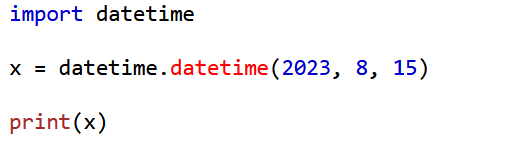 import datetime
x = datetime.datetime(2023, 8, 15)
print(x)